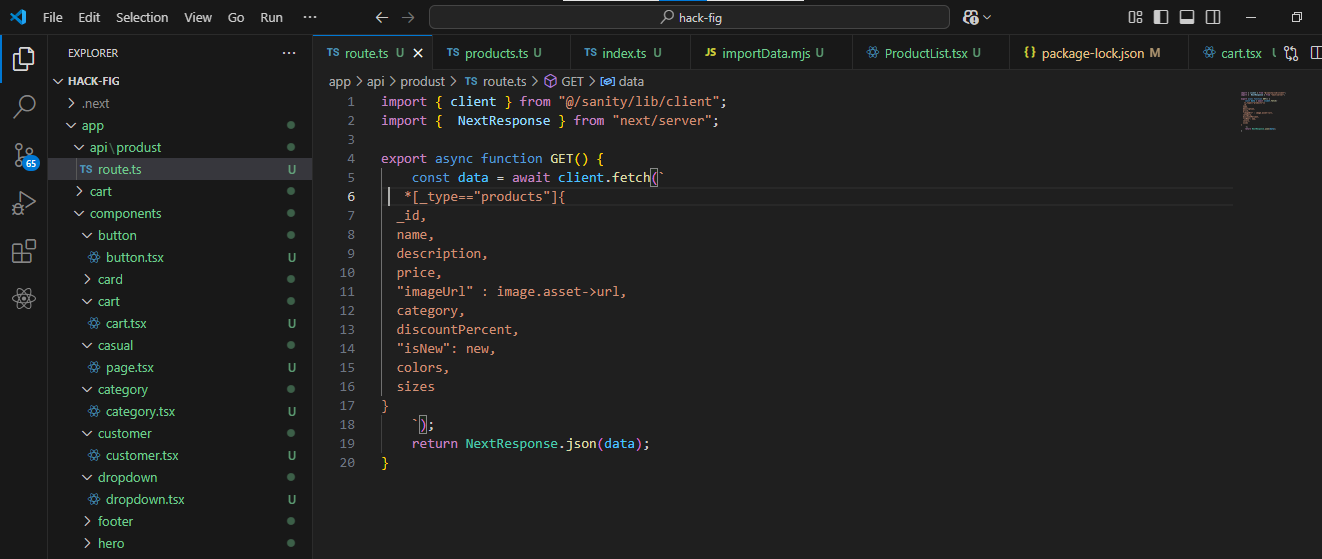 File Edit Selection View Go Run ··· hack-fig
EXPLORER ···
HACK-FIG
.next
app
api\produst
TS route.ts U
cart
components
button
button.tsx U
card
cart
cart.tsx U
casual
page.tsx U
category
category.tsx U
customer
customer.tsx U
dropdown
dropdown.tsx U
footer
hero
65
TS route.ts U TS products.ts U TS index.ts U JS importData.mjs U ProductList.tsx U {} package-lock.json M cart.tsx U
app > api > produst > TS route.ts > GET > data
1 import { client } from "@/sanity/lib/client";
2 import {  NextResponse } from "next/server";
3
4 export async function GET() {
5     const data = await client.fetch(`
6    *[_type=="products"]{
7   _id,
8   name,
9   description,
10   price,
11   "imageUrl" : image.asset->url,
12   category,
13   discountPercent,
14   "isNew": new,
15   colors,
16   sizes
17 }
18     `);
19     return NextResponse.json(data);
20 }